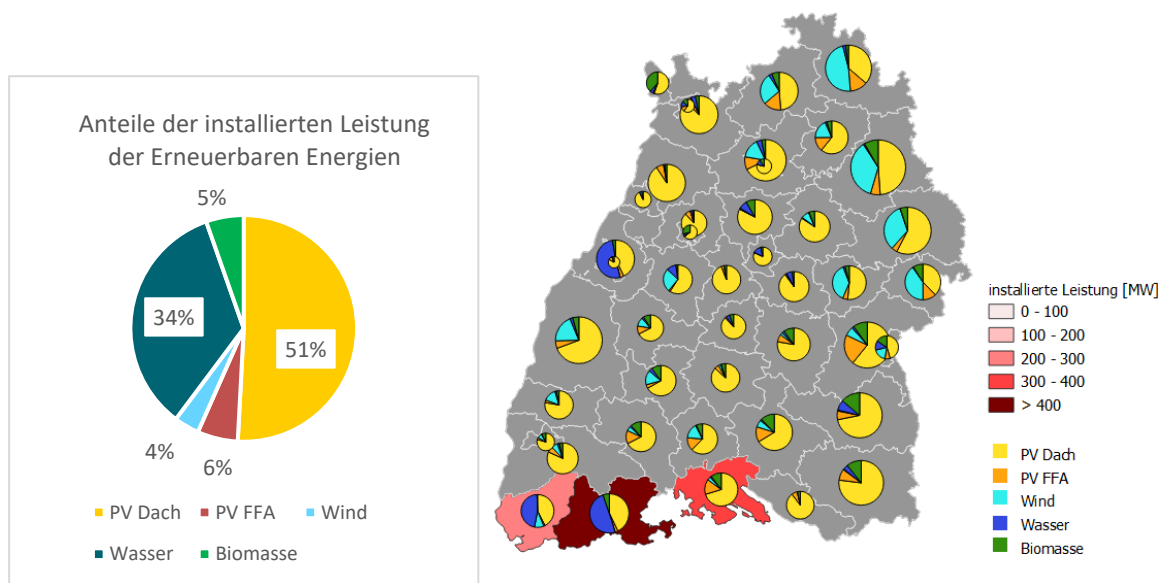 Anteile der installierten Leistung
der Erneuerbaren Energien
5%
34%
51%
4%
6%
PV Dach
PV FFA
Wind
Wasser
Biomasse
installierte Leistung [MW]
0 - 100
100 - 200
200 - 300
300 - 400
> 400
PV Dach
PV FFA
Wind
Wasser
Biomasse